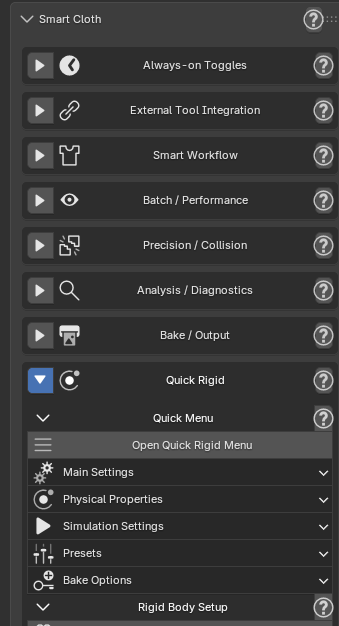 Smart Cloth
Always-on Toggles
External Tool Integration
Smart Workflow
Batch / Performance
Precision / Collision
Analysis / Diagnostics
Bake / Output
Quick Rigid
Quick Menu
Open Quick Rigid Menu
Main Settings
Physical Properties
Simulation Settings
Presets
Bake Options
Rigid Body Setup